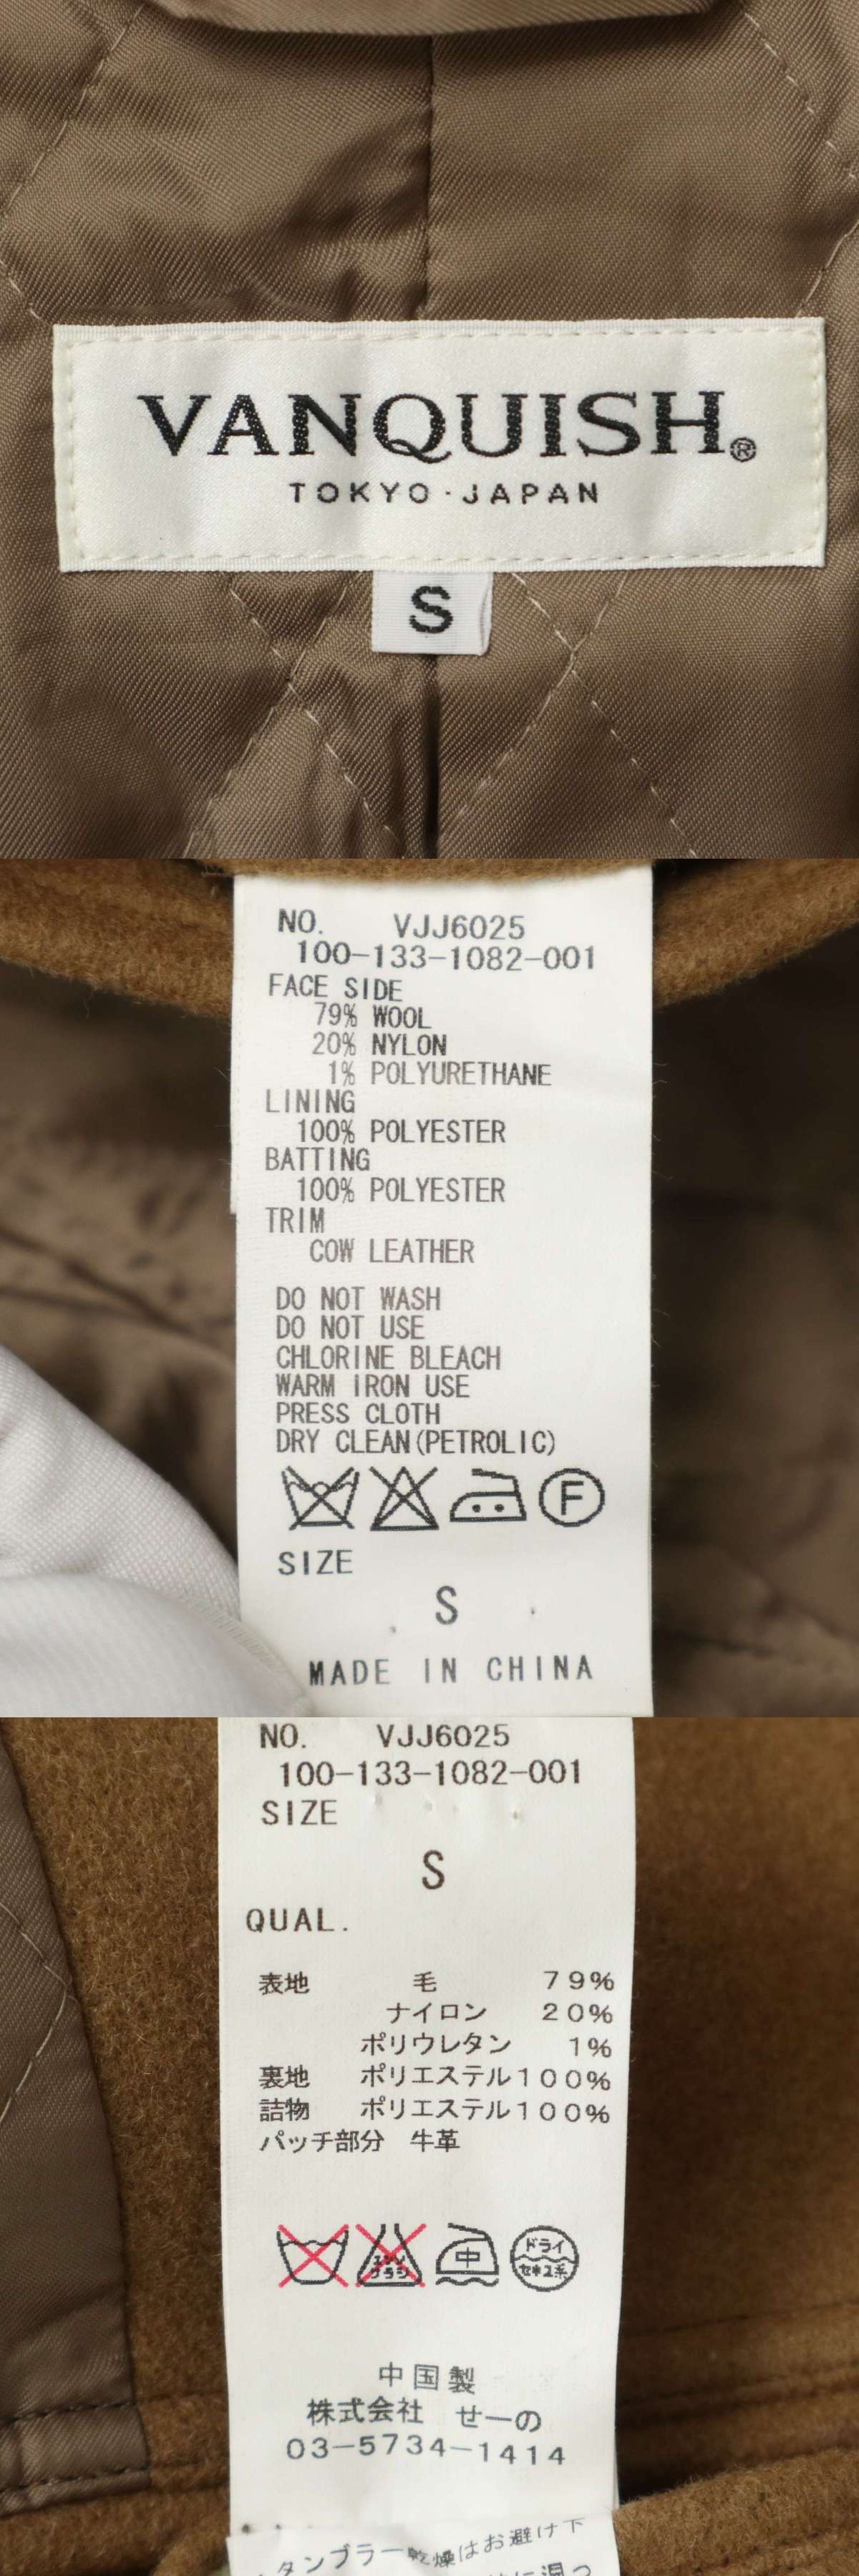 VANQUISH®
TOKYO·JAPAN
S
NO. VJJ6025
100-133-1082-001
FACE SIDE
79% WOOL
20% NYLON
1% POLYURETHANE
LINING
100% POLYESTER
BATTING
100% POLYESTER
TRIM
COW LEATHER
DO NOT WASH
DO NOT USE
CHLORINE BLEACH
WARM IRON USE
PRESS CLOTH
DRY CLEAN(PETROLIC)
F
SIZE
S
MADE IN CHINA
NO. VJJ6025
100-133-1082-001
SIZE
S
QUAL.
表地 毛 79%
ナイロン 20%
ポリウレタン 1%
裏地 ポリエステル100%
詰物 ポリエステル100%
パッチ部分 牛革
エンソサラシ 中 ドライ
セキユ系
中国製
株式会社 せーの
03-5734-1414
タンブラー乾燥はお避け下